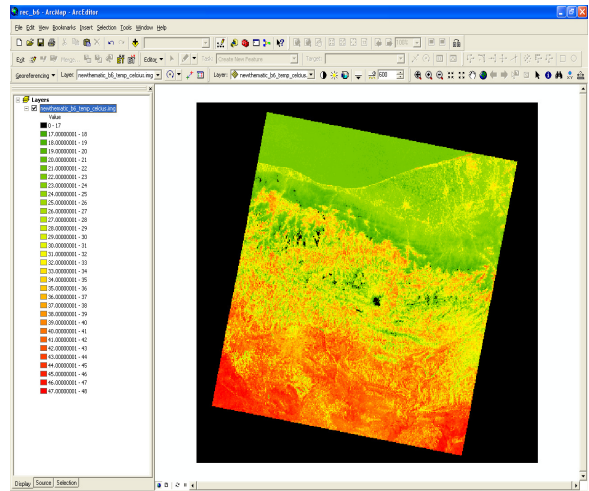 rec_b6 - ArcMap - ArcEditor
File Edit View Bookmarks Insert Selection Tools Window Help
100%
Edit Merge... Editor Task: Create New Feature Target:
Georeferencing Layer: newthematic_b6_temp_celcius.img Layer: newthematic_b6_temp_celcius. 600
Layers
newthematic_b6_temp_celcius.img
Value
0 - 17
17.00000001 - 18
18.00000001 - 19
19.00000001 - 20
20.00000001 - 21
21.00000001 - 22
22.00000001 - 23
23.00000001 - 24
24.00000001 - 25
25.00000001 - 26
26.00000001 - 27
27.00000001 - 28
28.00000001 - 29
29.00000001 - 30
30.00000001 - 31
31.00000001 - 32
32.00000001 - 33
33.00000001 - 34
34.00000001 - 35
35.00000001 - 36
36.00000001 - 37
37.00000001 - 38
38.00000001 - 39
39.00000001 - 40
40.00000001 - 41
41.00000001 - 42
42.00000001 - 43
43.00000001 - 44
44.00000001 - 45
45.00000001 - 46
46.00000001 - 47
47.00000001 - 48
Display Source Selection